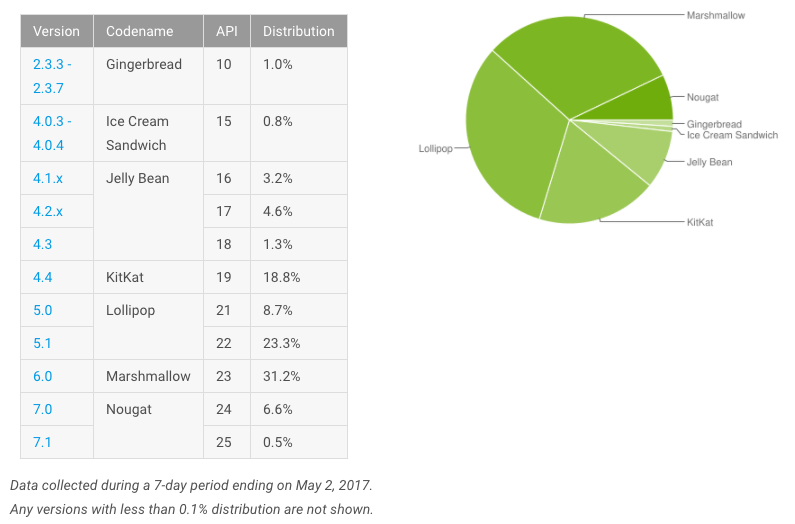 Version Codename API Distribution
2.3.3 - Gingerbread 10 1.0%
2.3.7
4.0.3 - Ice Cream 15 0.8%
4.0.4 Sandwich
4.1.x Jelly Bean 16 3.2%
4.2.x 17 4.6%
4.3 18 1.3%
4.4 KitKat 19 18.8%
5.0 Lollipop 21 8.7%
5.1 22 23.3%
6.0 Marshmallow 23 31.2%
7.0 Nougat 24 6.6%
7.1 25 0.5%
Data collected during a 7-day period ending on May 2, 2017.
Any versions with less than 0.1% distribution are not shown.
Marshmallow
Nougat
Gingerbread
Ice Cream Sandwich
Lollipop
Jelly Bean
KitKat